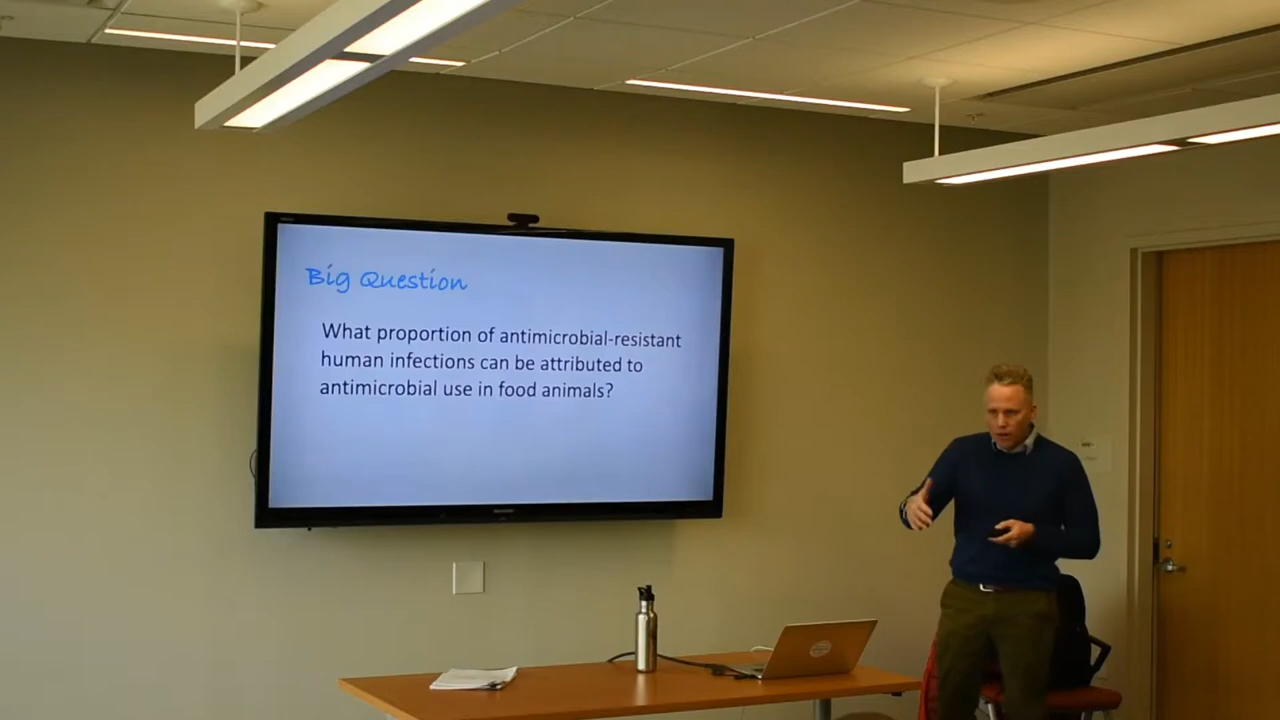 Big Question
What proportion of antimicrobial-resistant
human infections can be attributed to
antimicrobial use in food animals?